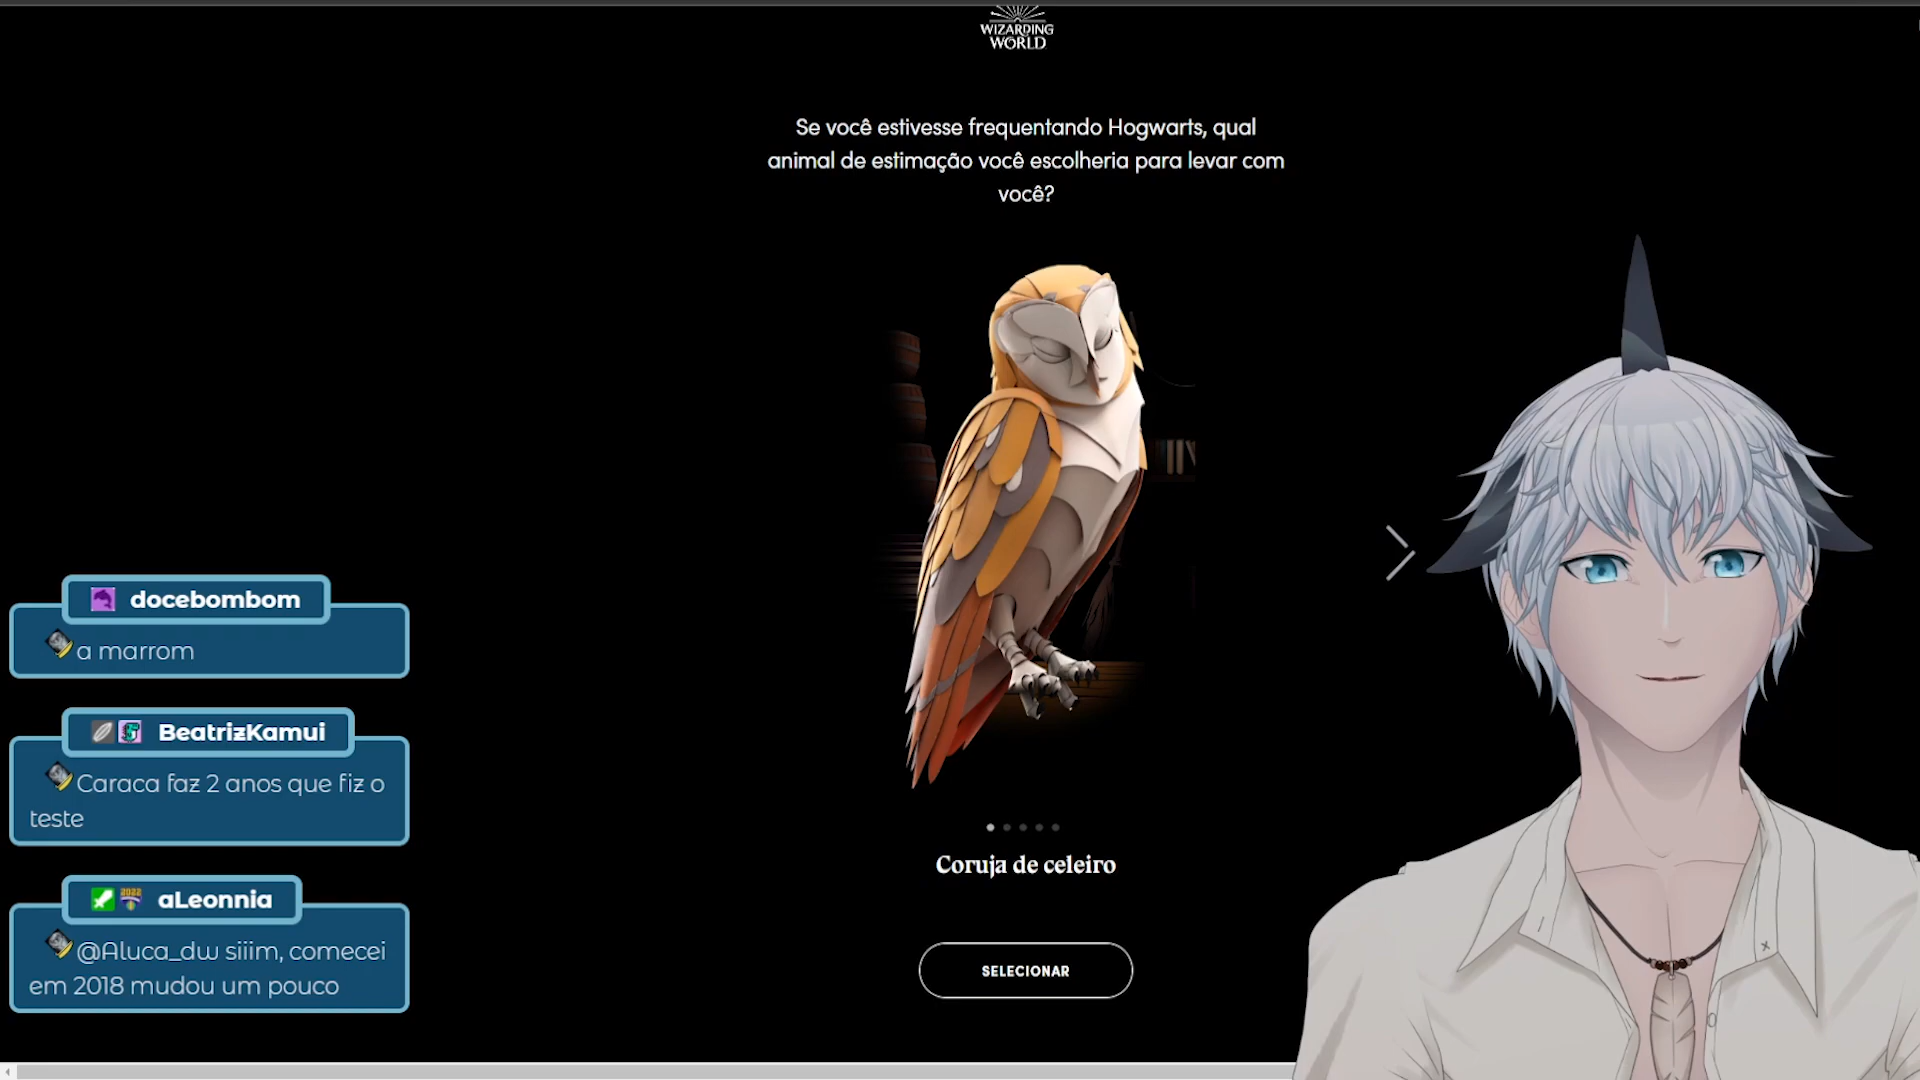 WIZARDING
WORLD
Se você estivesse frequentando Hogwarts, qual
animal de estimação você escolheria para levar com
você?
docebombom
a marrom
BeatrizKamui
Caraca faz 2 anos que fiz o
teste
2022
aLeonnia
@Aluca_dw siiim, comecei
em 2018 mudou um pouco
Coruja de celeiro
SELECIONAR